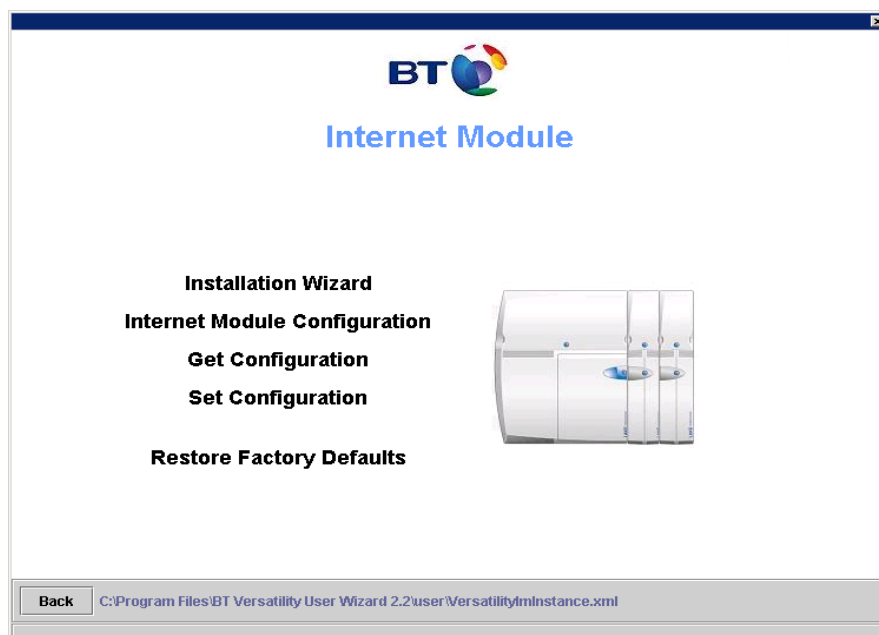 BT
Internet Module
Installation Wizard
Internet Module Configuration
Get Configuration
Set Configuration
Restore Factory Defaults
Back C:\Program Files\BT Versatility User Wizard 2.2\user\VersatilityImInstance.xml